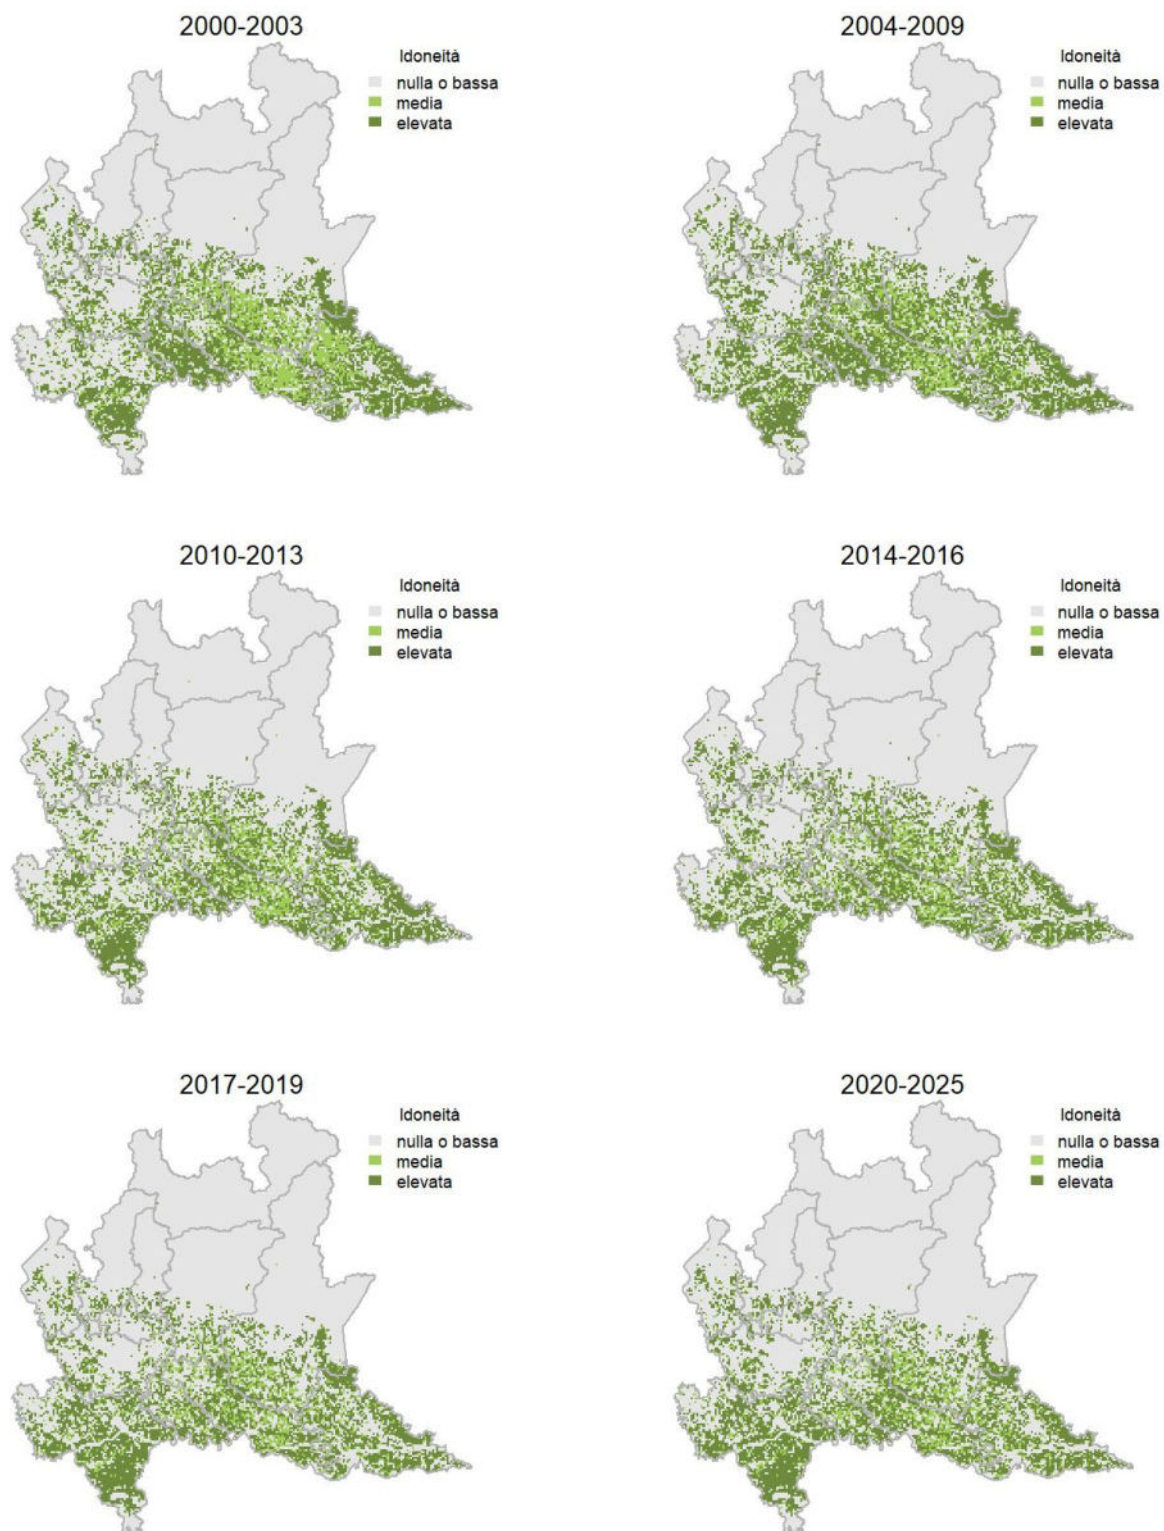 2000-2003
Idoneità
nulla o bassa
media
elevata
2004-2009
Idoneità
nulla o bassa
media
elevata
2010-2013
Idoneità
nulla o bassa
media
elevata
2014-2016
Idoneità
nulla o bassa
media
elevata
2017-2019
Idoneità
nulla o bassa
media
elevata
2020-2025
Idoneità
nulla o bassa
media
elevata